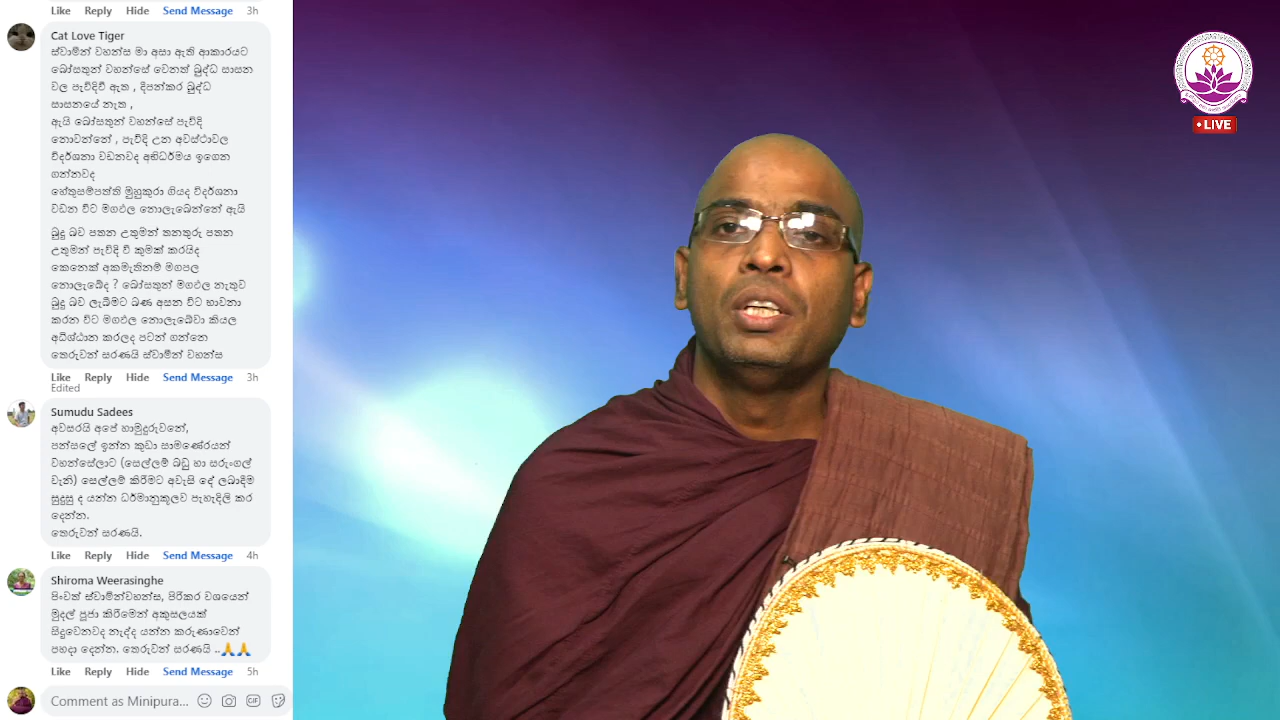 Like Reply Hide Send Message 3h
Cat Love Tiger
ස්වාමින් වහන්ස මා අසා ඇති ආකාරයට
බෝසතුන් වහන්සේ වෙනත් බුද්ධ සාසන
වල පැවිදිවී ඇත , දීපන්කර බුද්ධ
සාසනයේ නැත ,
ඇයි බෝසතුන් වහන්සේ පැවිදි
නොවන්නේ , පැවිදි උන අවස්ථාවල
විදර්ශනා වඩනවද අභිධර්මය ඉගෙන
ගන්නවද
හේතුසම්පත්ති මුහුකුරා ගියද විදර්ශනා
වඩන විට මගඵල නොලැබෙන්නේ ඇයි
බුදු බව පතන උතුමන් තනතුරු පතන
උතුමන් පැවිදි වී කුමක් කරයිද
කෙනෙක් අකමැතිනම් මගපල
නොලැබේද ? බෝසතුන් මගඵල නැතුව
බුදු බව ලැබීමට බණ අසන විට භාවනා
කරන විට මගඵල නොලැබේවා කියල
අධිශ්ඨාන කරලද පටන් ගන්නෙ
තෙරුවන් සරණයි ස්වාමින් වහන්ස
Like Reply Hide Send Message 3h
Edited
Sumudu Sadees
අවසරයි අපේ හාමුදුරුවනේ,
පන්සලේ ඉන්න කුඩා සාමණේරයන්
වහන්සේලාට (සෙල්ලම් බඩු හා සරුංගල්
වැනි) සෙල්ලම් කිරීමට අවැසි දේ ලබාදීම
සුදුසු ද යන්න ධර්මානුකූලව පැහැදිලි කර
දෙන්න.
තෙරුවන් සරණයි.
Like Reply Hide Send Message 4h
Shiroma Weerasinghe
පිංවත් ස්වාමින්වහන්ස, පිරිකර වශයෙන්
මුදල් පූජා කිරීමෙන් අකුසලයක්
සිදුවෙනවද නැද්ද යන්න කරුණාවෙන්
පහදා දෙන්න. තෙරුවන් සරණයි ..🙏🙏
Like Reply Hide Send Message 5h
Comment as Minipura... GIF
• LIVE